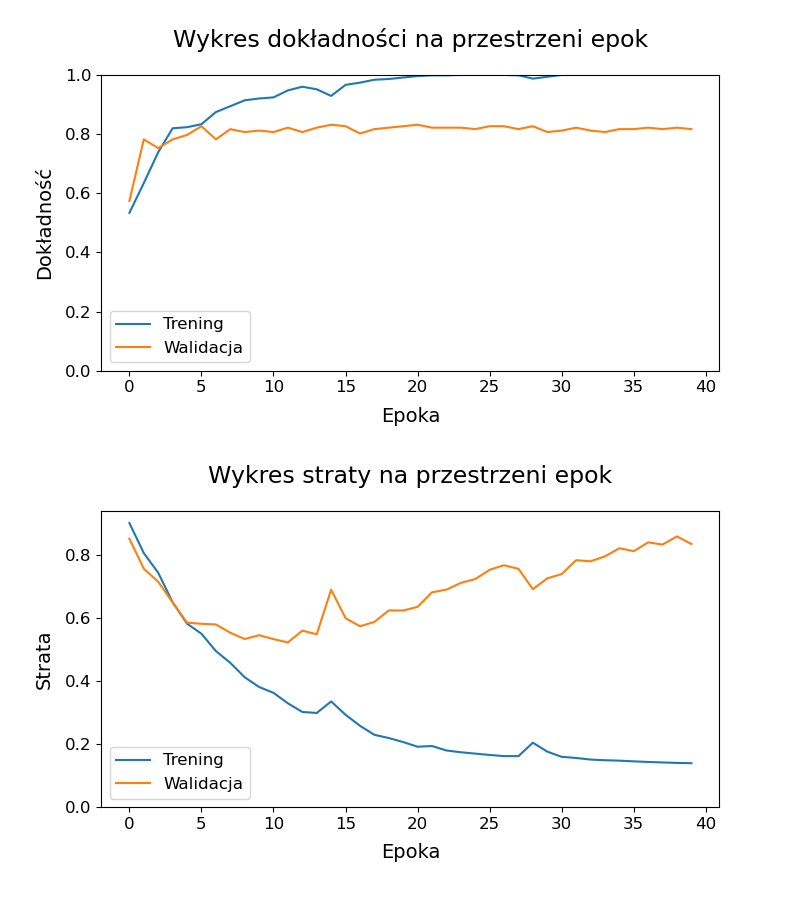 Wykres dokładności na przestrzeni epok
1.0
0.8
0.6
0.4
0.2
0.0
Dokładność
Trening
Walidacja
0 5 10 15 20 25 30 35 40
Epoka
Wykres straty na przestrzeni epok
0.8
0.6
0.4
0.2
0.0
Strata
Trening
Walidacja
0 5 10 15 20 25 30 35 40
Epoka